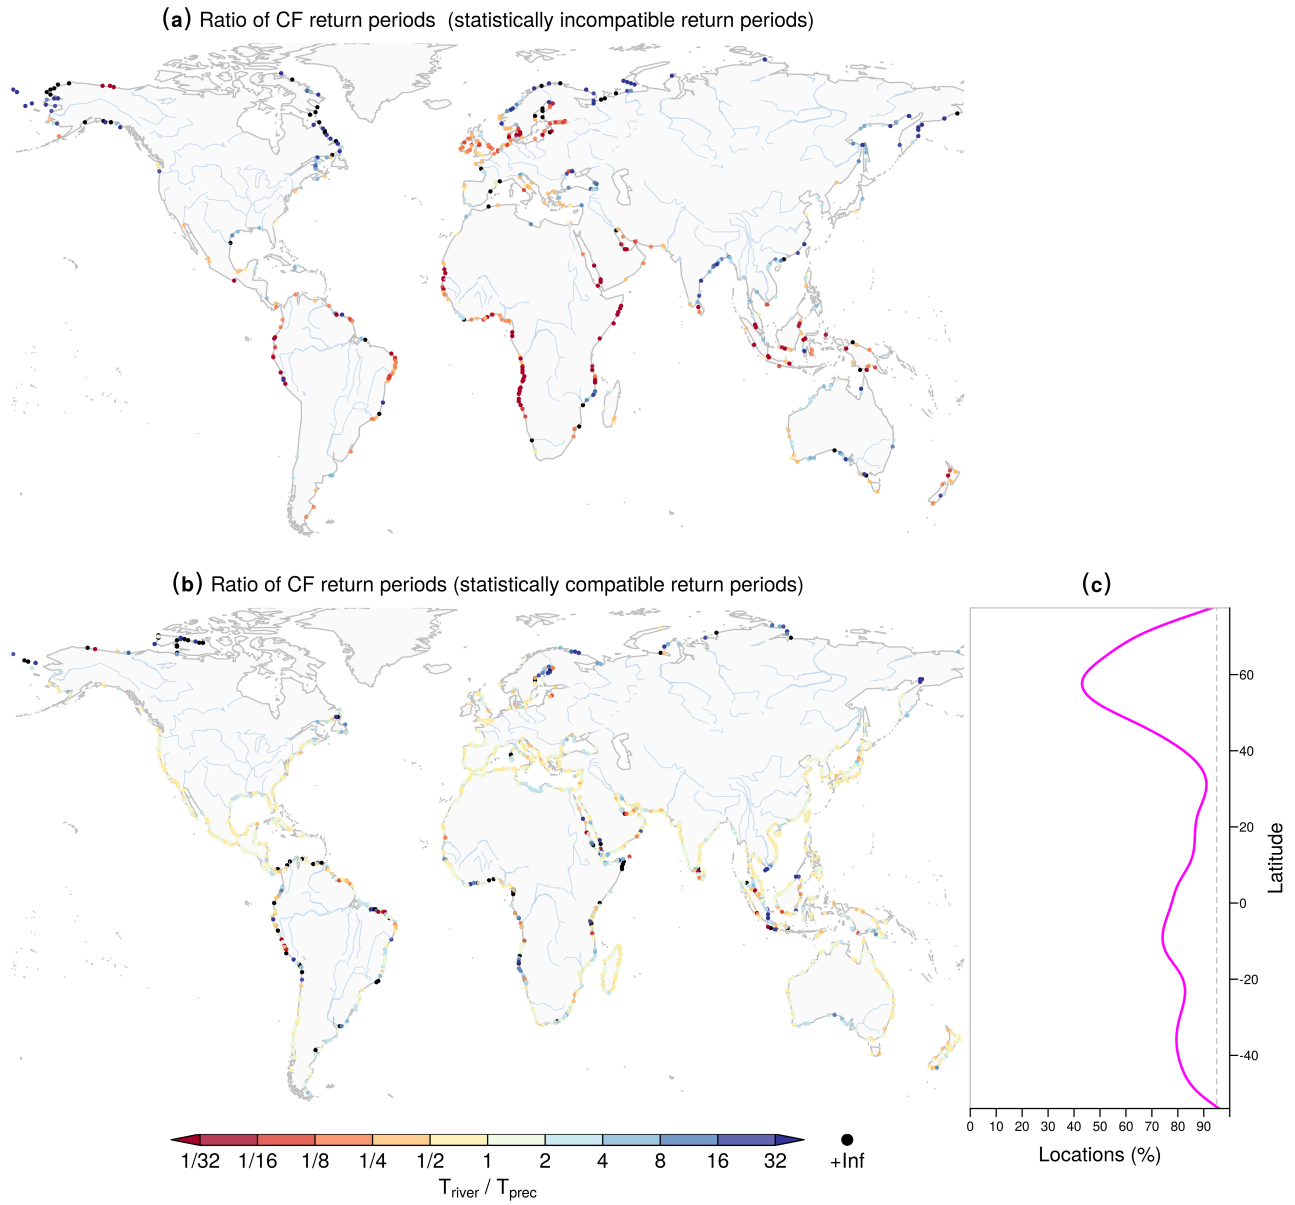 (a) Ratio of CF return periods (statistically incompatible return periods)
(b) Ratio of CF return periods (statistically compatible return periods)
(c)
60
40
20
0
-20
-40
Latitude
0 10 20 30 40 50 60 70 80 90
Locations (%)
1/32 1/16 1/8 1/4 1/2 1 2 4 8 16 32 +Inf
Triver / Tprec